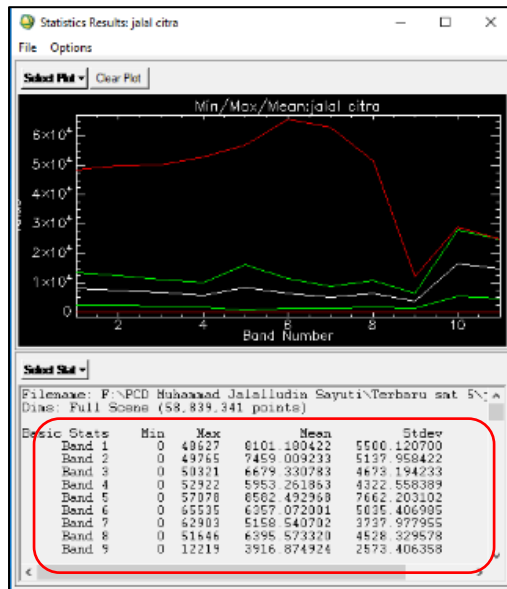 Statistics Results: jalal citra
File Options
Select Plot Clear Plot
Min/Max/Mean:jalal citra
6×10⁴
5×10⁴
4×10⁴
3×10⁴
2×10⁴
1×10⁴
0
2 4 6 8 10
Band Number
Select Stat
Filename: F:\PCD Muhammad Jalalludin Sayuti\Terbaru smt 5\
Dims: Full Scene (58,839,341 points)
Basic Stats Min Max Mean Stdev
Band 1 0 48627 8101.180422 5500.120700
Band 2 0 49765 7459.009233 5137.958422
Band 3 0 50321 6679.330783 4673.194233
Band 4 0 52922 5953.261863 4322.558389
Band 5 0 57078 8582.492968 7662.203102
Band 6 0 65535 6357.072001 5035.406985
Band 7 0 62903 5158.540702 3737.977955
Band 8 0 51646 6395.573320 4528.329578
Band 9 0 12219 3916.874924 2573.406358